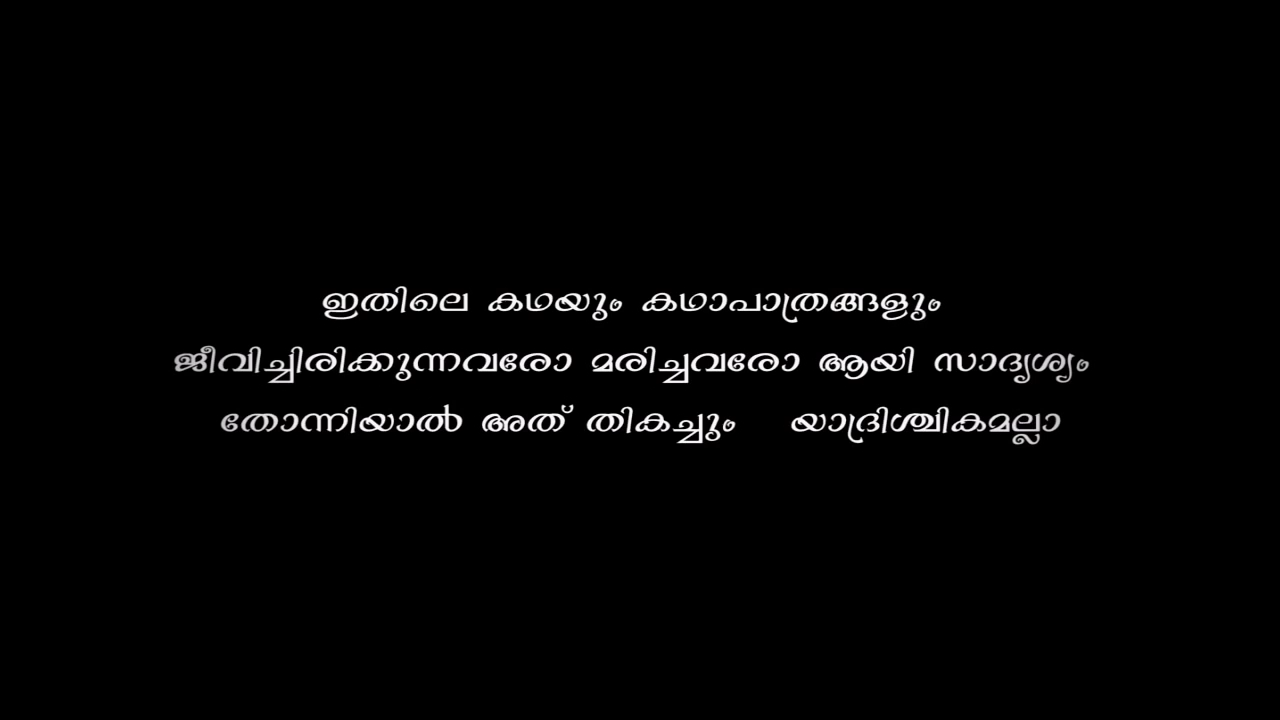 ഇതിലെ കഥയും കഥാപാത്രങ്ങളും
ജീവിച്ചിരിക്കുന്നവരോ മരിച്ചവരോ ആയി സാദൃശ്യം
തോന്നിയാൽ അത് തികച്ചും യാദ്രിശ്ചികമല്ലാ